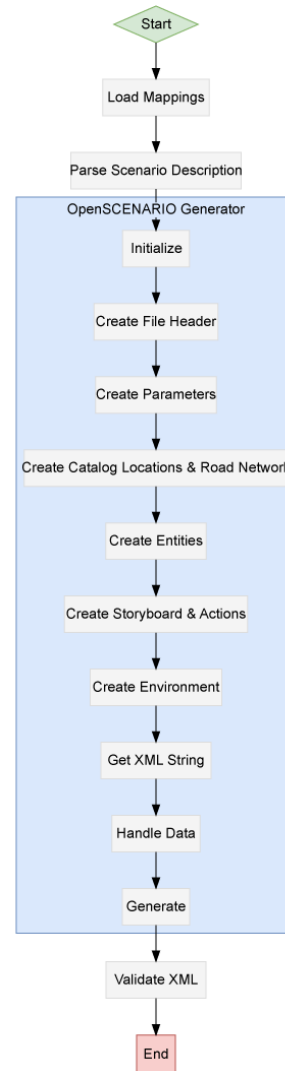 Start
Load Mappings
Parse Scenario Description
OpenSCENARIO Generator
Initialize
Create File Header
Create Parameters
Create Catalog Locations & Road Network
Create Entities
Create Storyboard & Actions
Create Environment
Get XML String
Handle Data
Generate
Validate XML
End